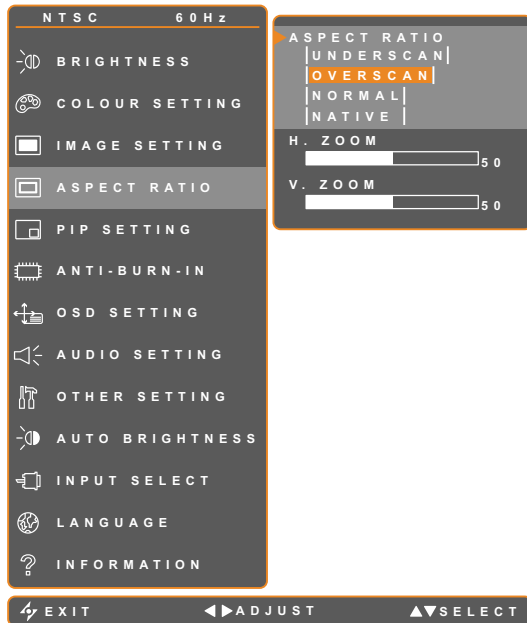 NTSC 60Hz
BRIGHTNESS
COLOUR SETTING
IMAGE SETTING
ASPECT RATIO
PIP SETTING
ANTI-BURN-IN
OSD SETTING
AUDIO SETTING
OTHER SETTING
AUTO BRIGHTNESS
INPUT SELECT
LANGUAGE
INFORMATION
ASPECT RATIO
UNDERSCAN
OVERSCAN
NORMAL
NATIVE
H. ZOOM
50
V. ZOOM
50
EXIT ◀▶ADJUST ▲▼SELECT